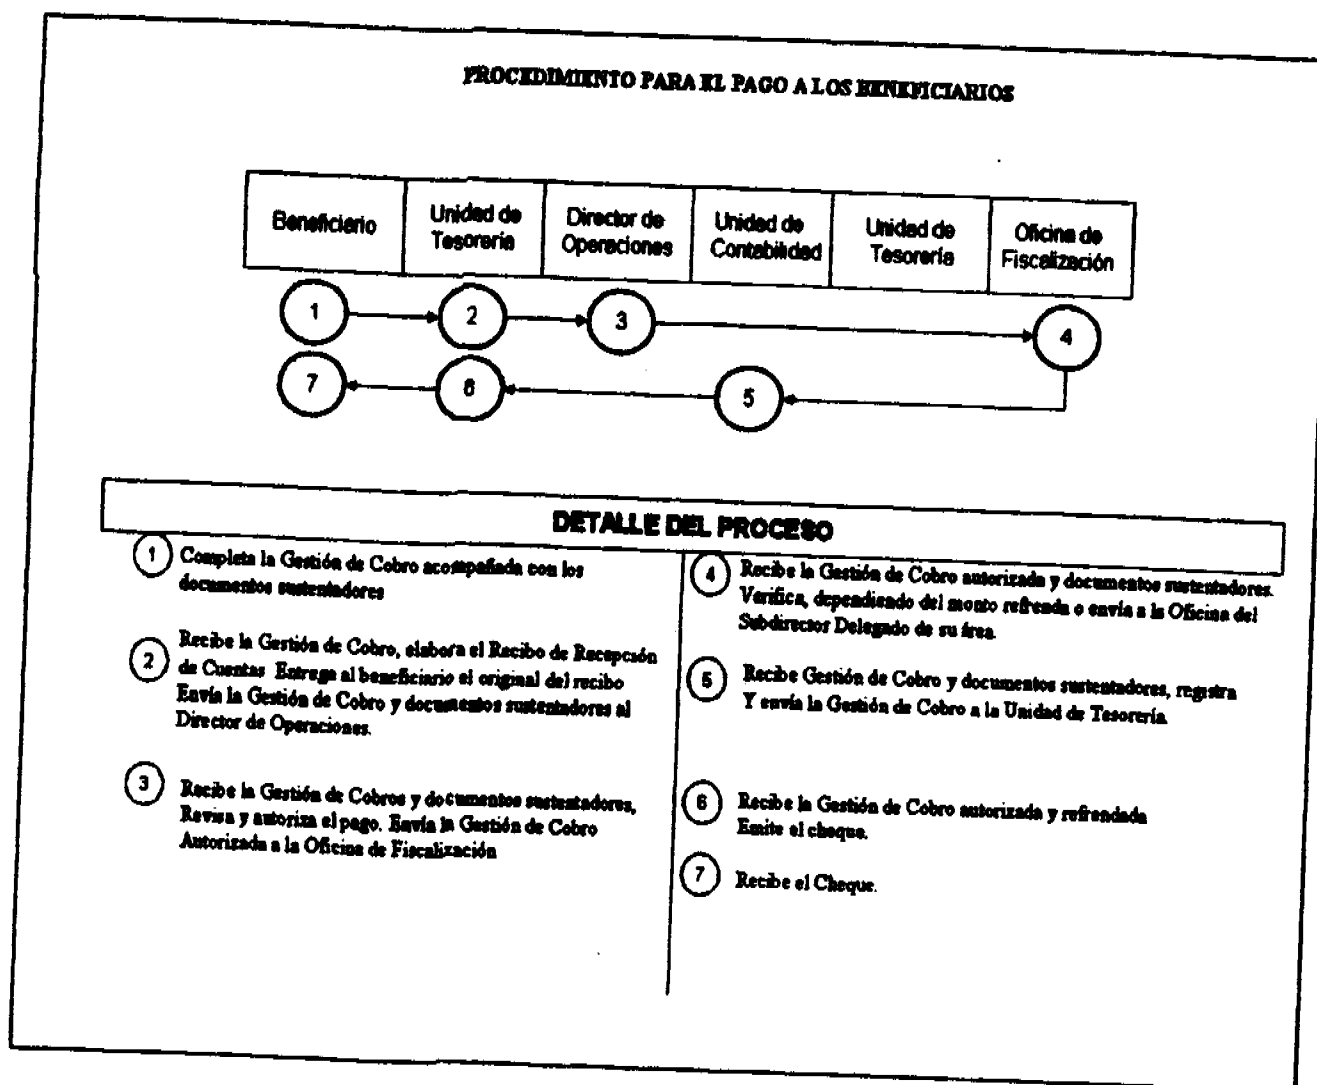 PROCEDIMIENTO PARA EL PAGO A LOS BENEFICIARIOS
Beneficiario
Unidad de
Tesoreria
Director de
Operaciones
Unidad de
Contabilidad
Unidad de
Tesorería
Oficina de
Fiscalización
1
2
3
4
7
6
5
DETALLE DEL PROCESO
1 Completa la Gestión de Cobro acompañada con los
documentos sustentadores
2 Recibe la Gestión de Cobro, elabora el Recibo de Recepción
de Cuentas Entrega al beneficiario el original del recibo
Envía la Gestión de Cobro y documentos sustentadores al
Director de Operaciones.
3 Recibe la Gestión de Cobros y documentos sustentadores,
Revisa y autoriza el pago. Envía la Gestión de Cobro
Autorizada a la Oficina de Fiscalización
4 Recibe la Gestión de Cobro autorizada y documentos sustentadores.
Verifica, dependiendo del monto refrenda o envía a la Oficina del
Subdirector Delegado de su área.
5 Recibe Gestión de Cobro y documentos sustentadores, registra
Y envía la Gestión de Cobro a la Unidad de Tesorería.
6 Recibe la Gestión de Cobro autorizada y refrendada
Emite el cheque.
7 Recibe el Cheque.